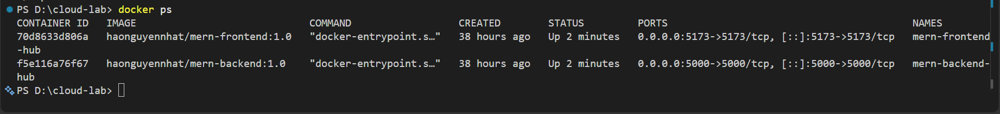 PS D:\cloud-lab> docker ps
CONTAINER ID   IMAGE                             COMMAND                  CREATED        STATUS         PORTS                                         NAMES
70d8633d806a   haonguyennhat/mern-frontend:1.0   "docker-entrypoint.s…"   38 hours ago   Up 2 minutes   0.0.0.0:5173->5173/tcp, [::]:5173->5173/tcp   mern-frontend
-hub
f5e116a76f67   haonguyennhat/mern-backend:1.0    "docker-entrypoint.s…"   38 hours ago   Up 2 minutes   0.0.0.0:5000->5000/tcp, [::]:5000->5000/tcp   mern-backend-
hub
PS D:\cloud-lab>